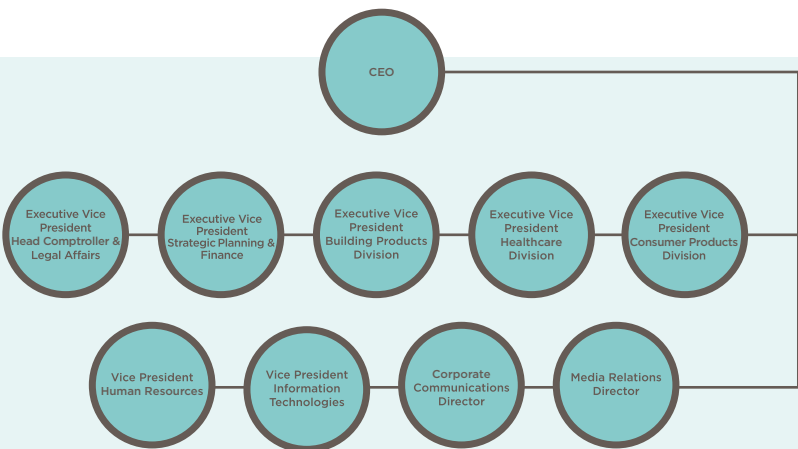 CEO
Executive Vice
President
Head Comptroller &
Legal Affairs
Executive Vice
President
Strategic Planning &
Finance
Executive Vice
President
Building Products
Division
Executive Vice
President
Healthcare
Division
Executive Vice
President
Consumer Products
Division
Vice President
Human Resources
Vice President
Information
Technologies
Corporate
Communications
Director
Media Relations
Director